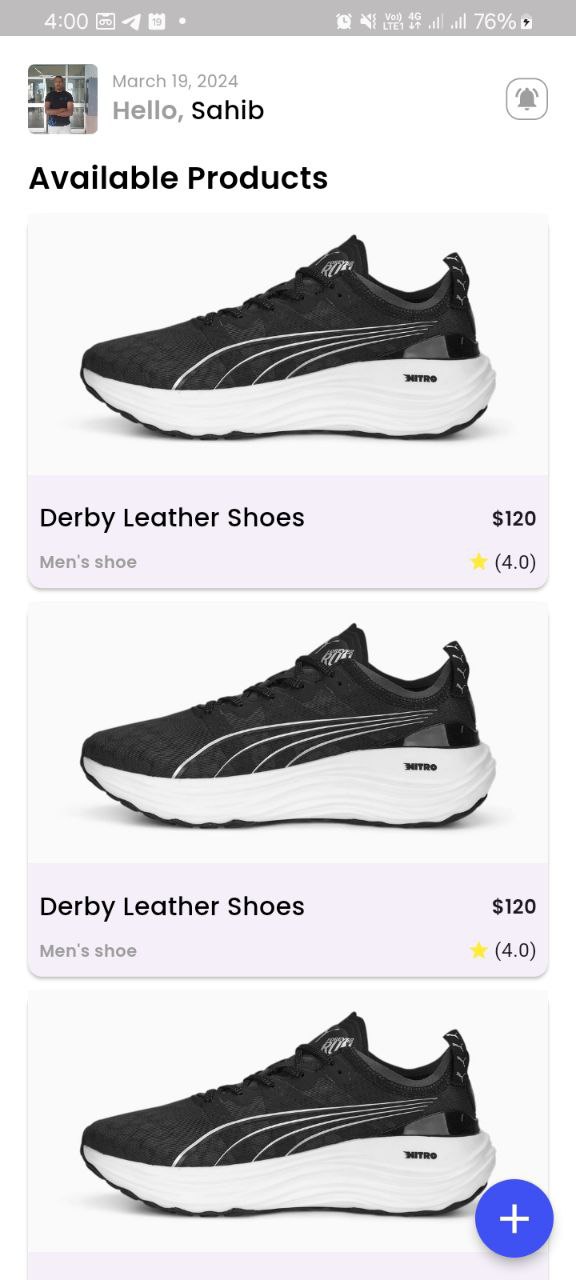 4:00 19 Vo) 4G LTE1 76%
March 19, 2024
Hello, Sahib
Available Products
NITRO
Derby Leather Shoes $120
Men's shoe (4.0)
NITRO
Derby Leather Shoes $120
Men's shoe (4.0)
NITRO